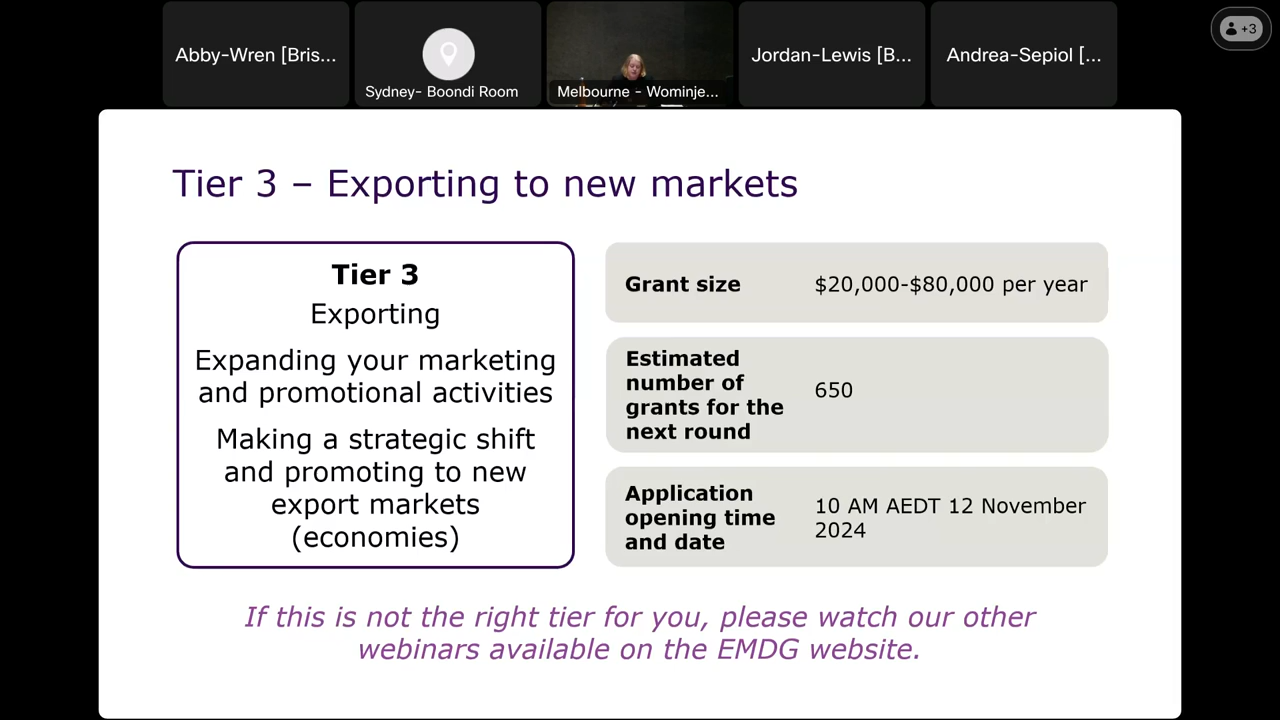 Abby-Wren [Bris...
Sydney- Boondi Room
Melbourne - Wominje...
Jordan-Lewis [B...
Andrea-Sepiol [...
+3
Tier 3 – Exporting to new markets
Tier 3
Exporting
Expanding your marketing
and promotional activities
Making a strategic shift
and promoting to new
export markets
(economies)
Grant size
$20,000-$80,000 per year
Estimated
number of
grants for the
next round
650
Application
opening time
and date
10 AM AEDT 12 November
2024
If this is not the right tier for you, please watch our other
webinars available on the EMDG website.